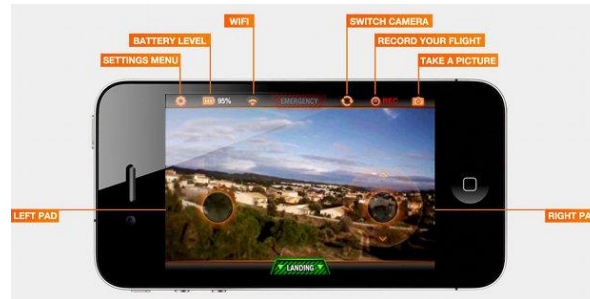 WIFI
SWITCH CAMERA
BATTERY LEVEL
RECORD YOUR FLIGHT
SETTINGS MENU
TAKE A PICTURE
95%
EMERGENCY
REC
LEFT PAD
RIGHT PA
LANDING